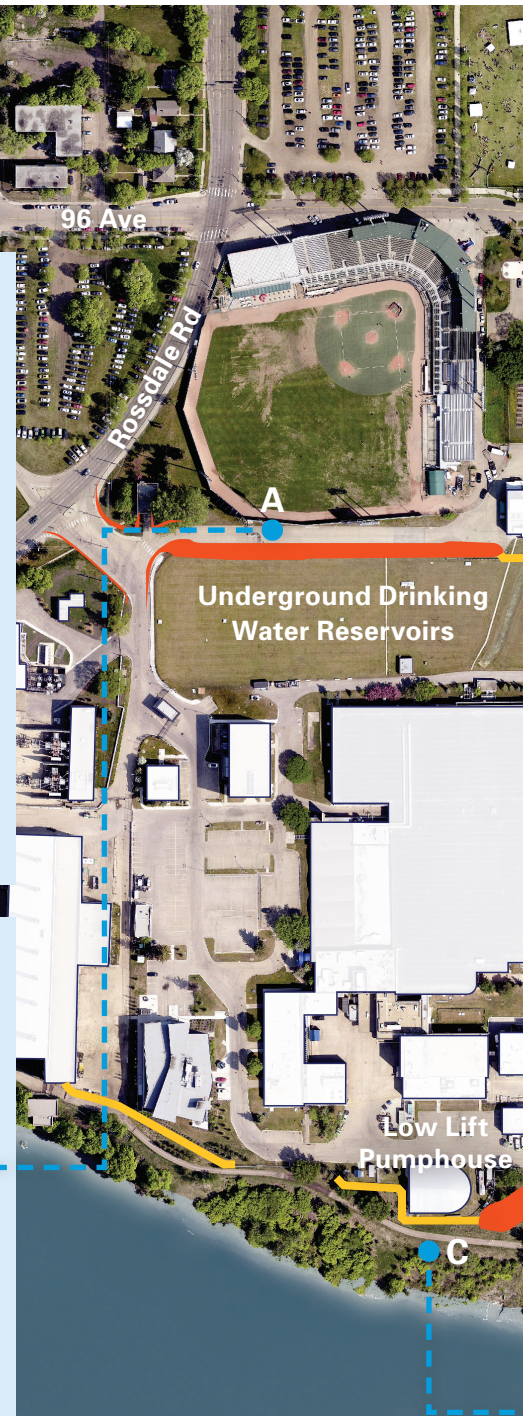 96 Ave
Rossdale Rd
A
Underground Drinking
Water Reservoirs
Low Lift
Pumphouse
C